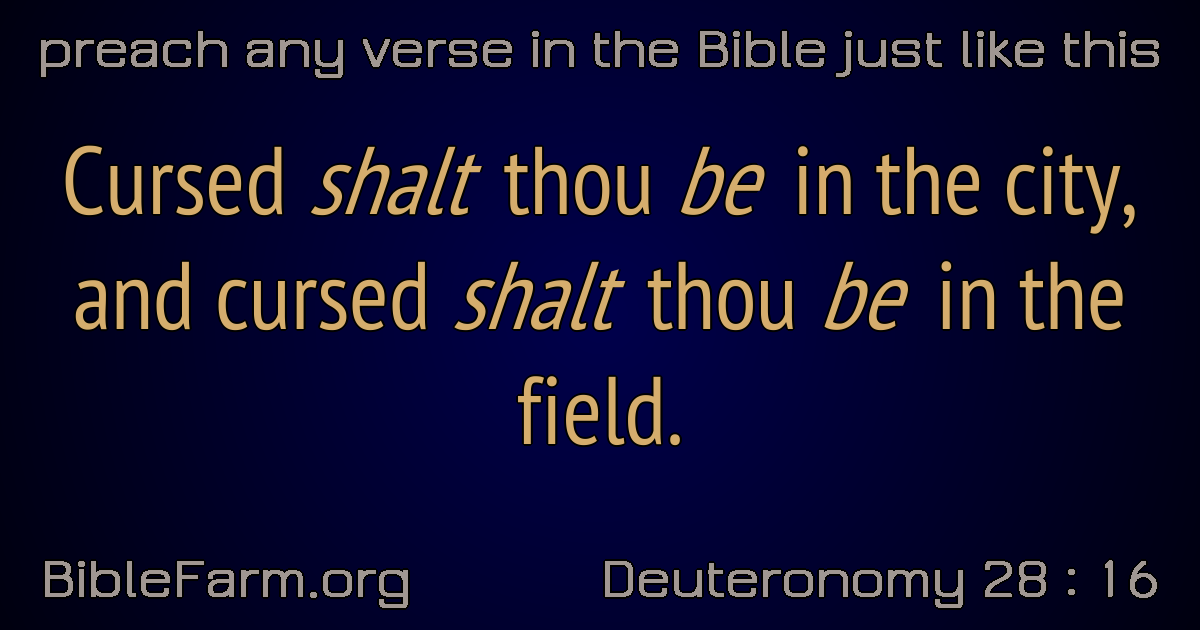 preach any verse in the Bible just like this
Cursed shalt thou be in the city,
and cursed shalt thou be in the
field.
BibleFarm.org
Deuteronomy 28 : 16